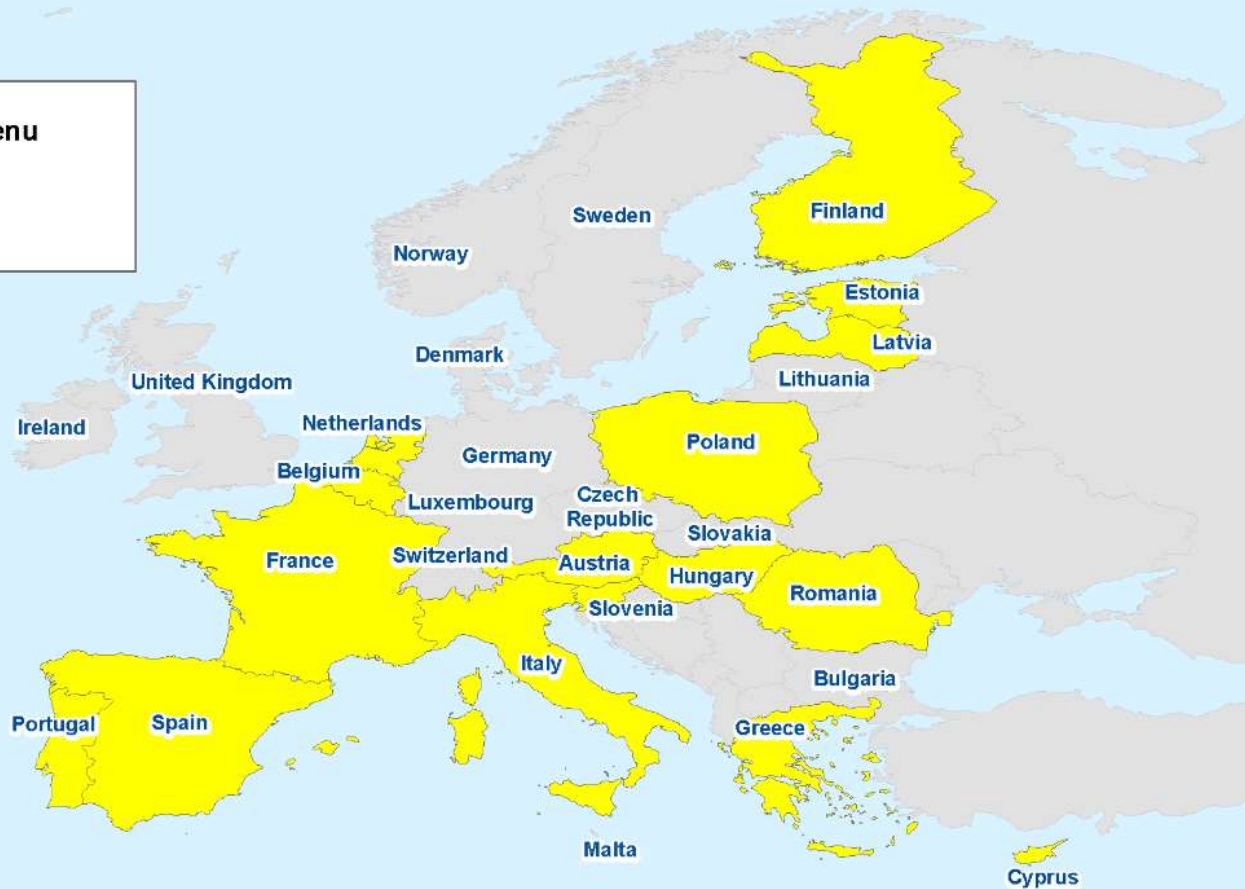 enu
Finland
Sweden
Norway
Estonia
Latvia
Denmark
Lithuania
United Kingdom
Ireland
Netherlands
Poland
Germany
Belgium
Luxembourg
Czech
Republic
Slovakia
France
Switzerland
Austria
Hungary
Romania
Slovenia
Italy
Bulgaria
Portugal
Spain
Greece
Malta
Cyprus